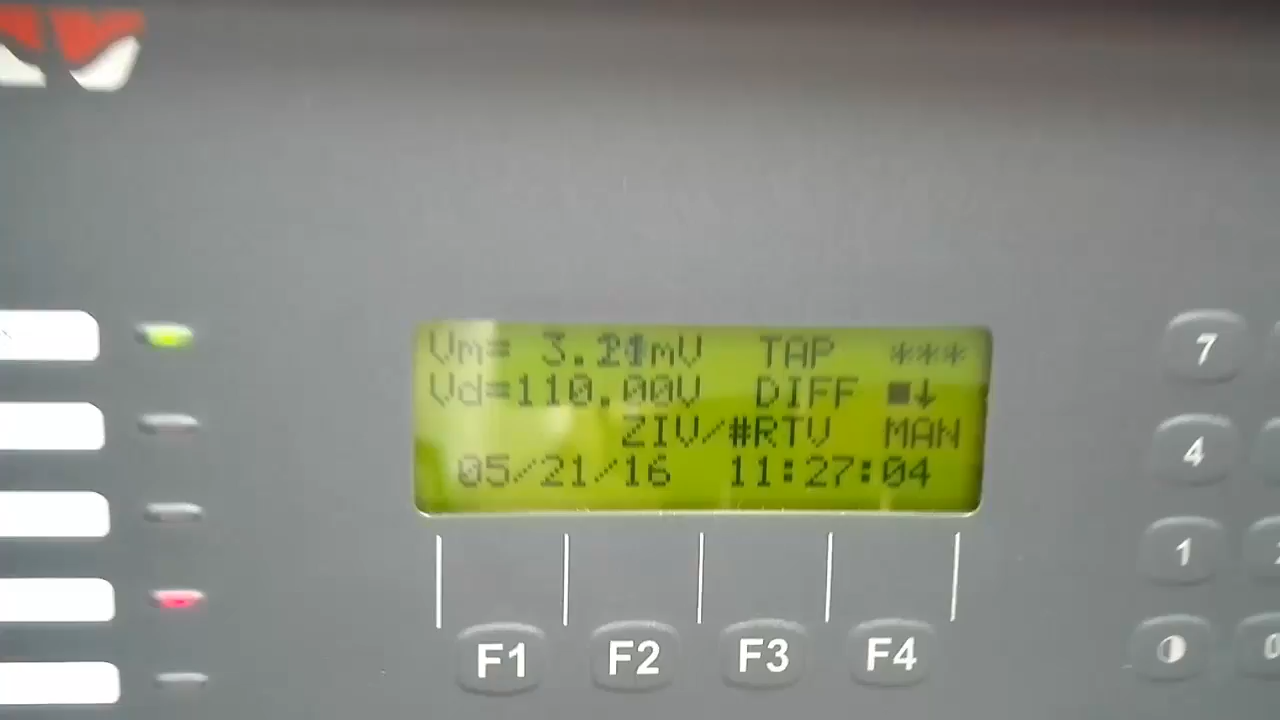 Vm= 3.21mV TAP ***
Vd=110.00V DIFF ■↓
ZIV/#RTV MAN
05/21/16 11:27:04
F1 F2 F3 F4
7
4
1
0